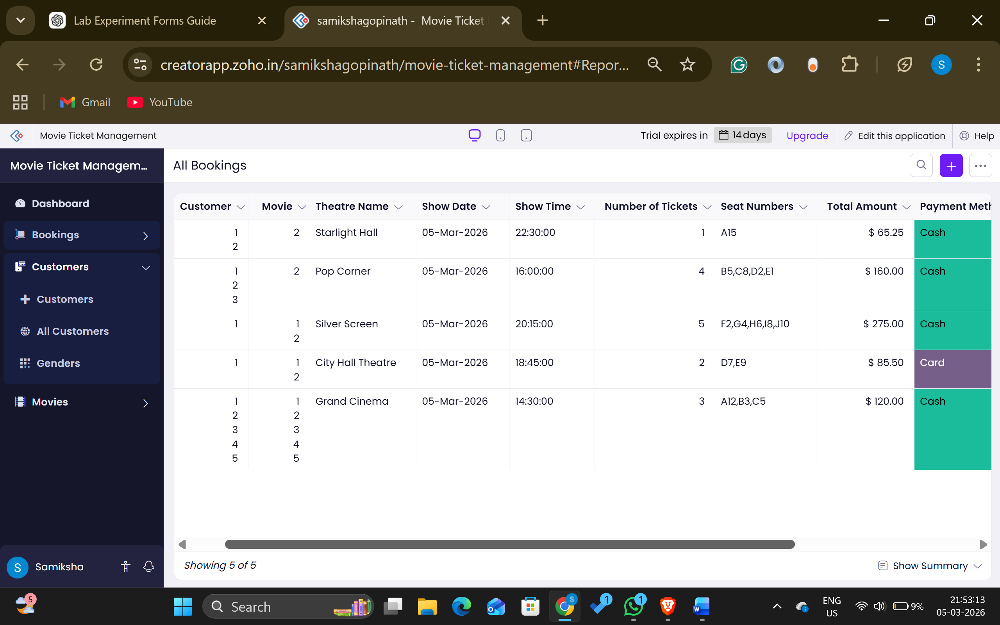 Lab Experiment Forms Guide
samikshagopinath - Movie Ticket
creatorapp.zoho.in/samikshagopinath/movie-ticket-management#Repor...
S
Gmail
YouTube
Movie Ticket Management
Trial expires in 14 days
Upgrade
Edit this application
Help
Movie Ticket Managem...
All Bookings
Dashboard
Bookings
Customers
Customers
All Customers
Genders
Movies
Customer Movie Theatre Name Show Date Show Time Number of Tickets Seat Numbers Total Amount Payment Meth
1 2 Starlight Hall 05-Mar-2026 22:30:00 1 A15 $ 65.25 Cash
2
1 2 Pop Corner 05-Mar-2026 16:00:00 4 B5,C8,D2,E1 $ 160.00 Cash
2
3
1 1 Silver Screen 05-Mar-2026 20:15:00 5 F2,G4,H6,I8,J10 $ 275.00 Cash
2
1 1 City Hall Theatre 05-Mar-2026 18:45:00 2 D7,E9 $ 85.50 Card
2
1 1 Grand Cinema 05-Mar-2026 14:30:00 3 A12,B3,C5 $ 120.00 Cash
2 2
3 3
4 4
5 5
Showing 5 of 5
Show Summary
S Samiksha
5
Search
S
1
1
ENG
US
9%
21:53:13
05-03-2026